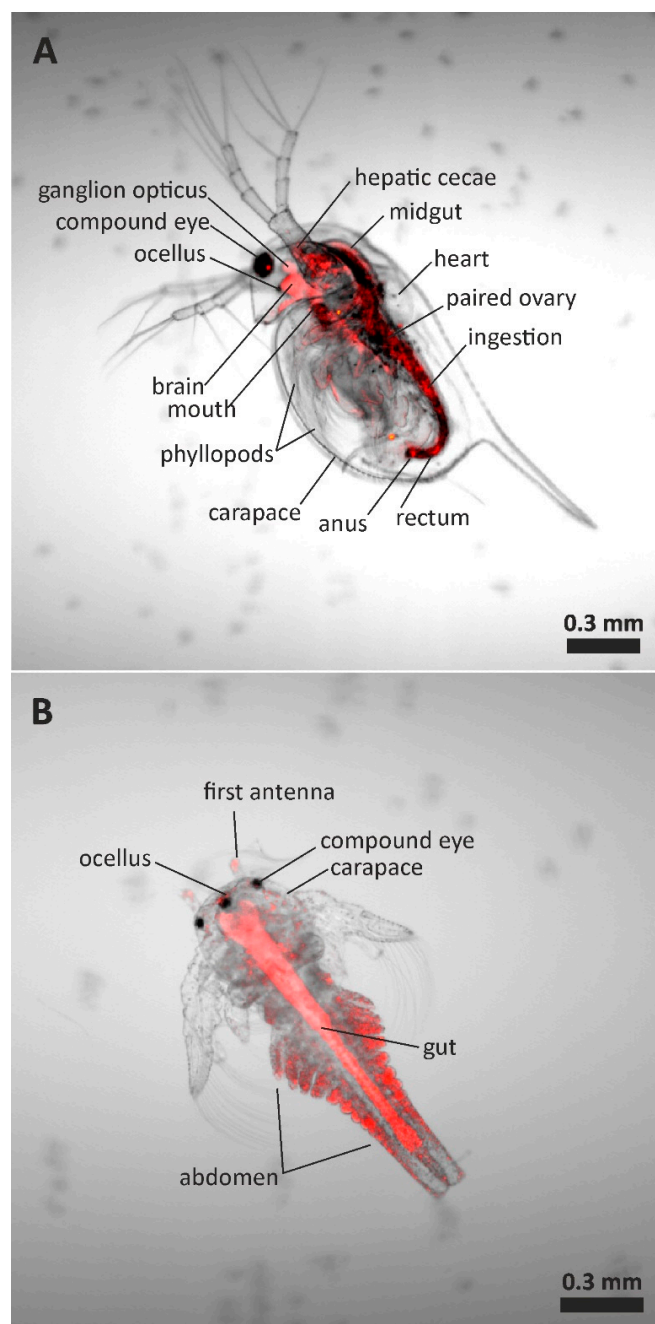 A
ganglion opticus
compound eye
ocellus
hepatic cecae
midgut
heart
paired ovary
ingestion
brain
mouth
phyllopods
carapace
anus
rectum
0.3 mm
B
first antenna
ocellus
compound eye
carapace
gut
abdomen
0.3 mm